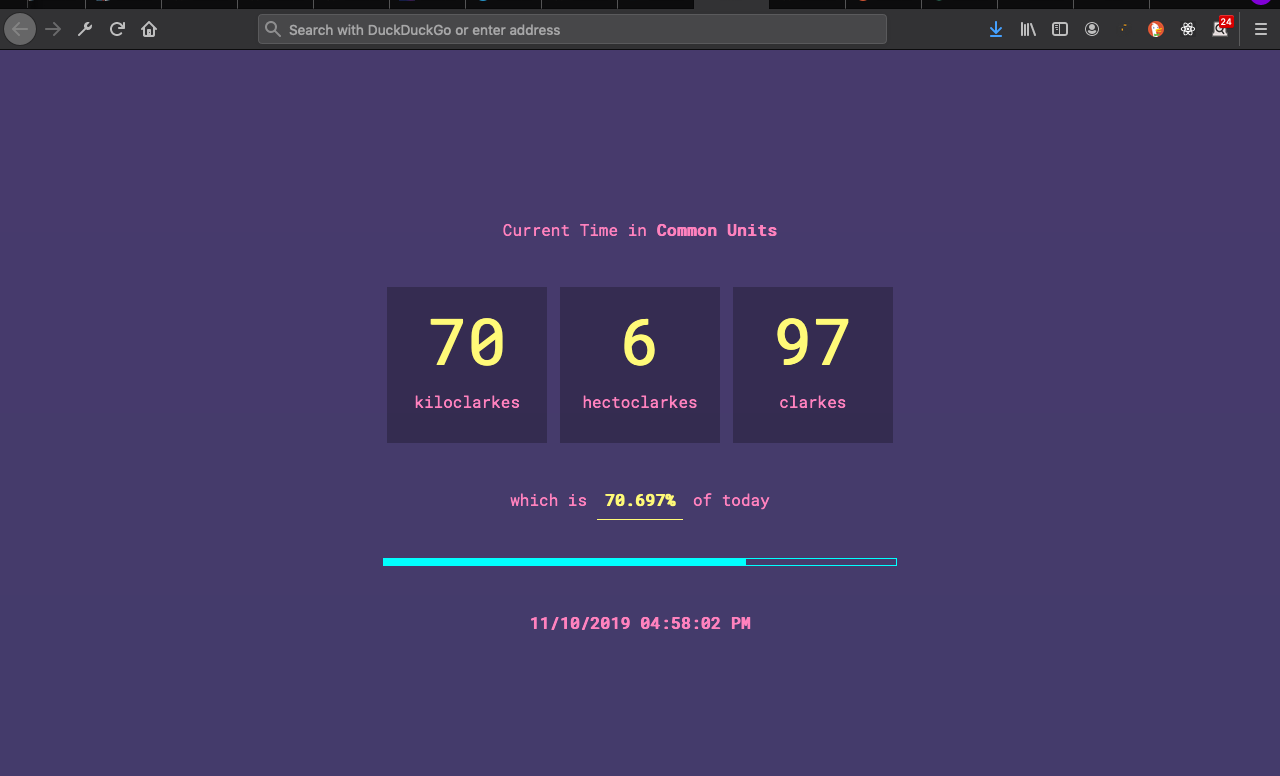 Search with DuckDuckGo or enter address
24
Current Time in Common Units
70 6 97
kiloclarkes hectoclarkes clarkes
which is 70.697% of today
11/10/2019 04:58:02 PM